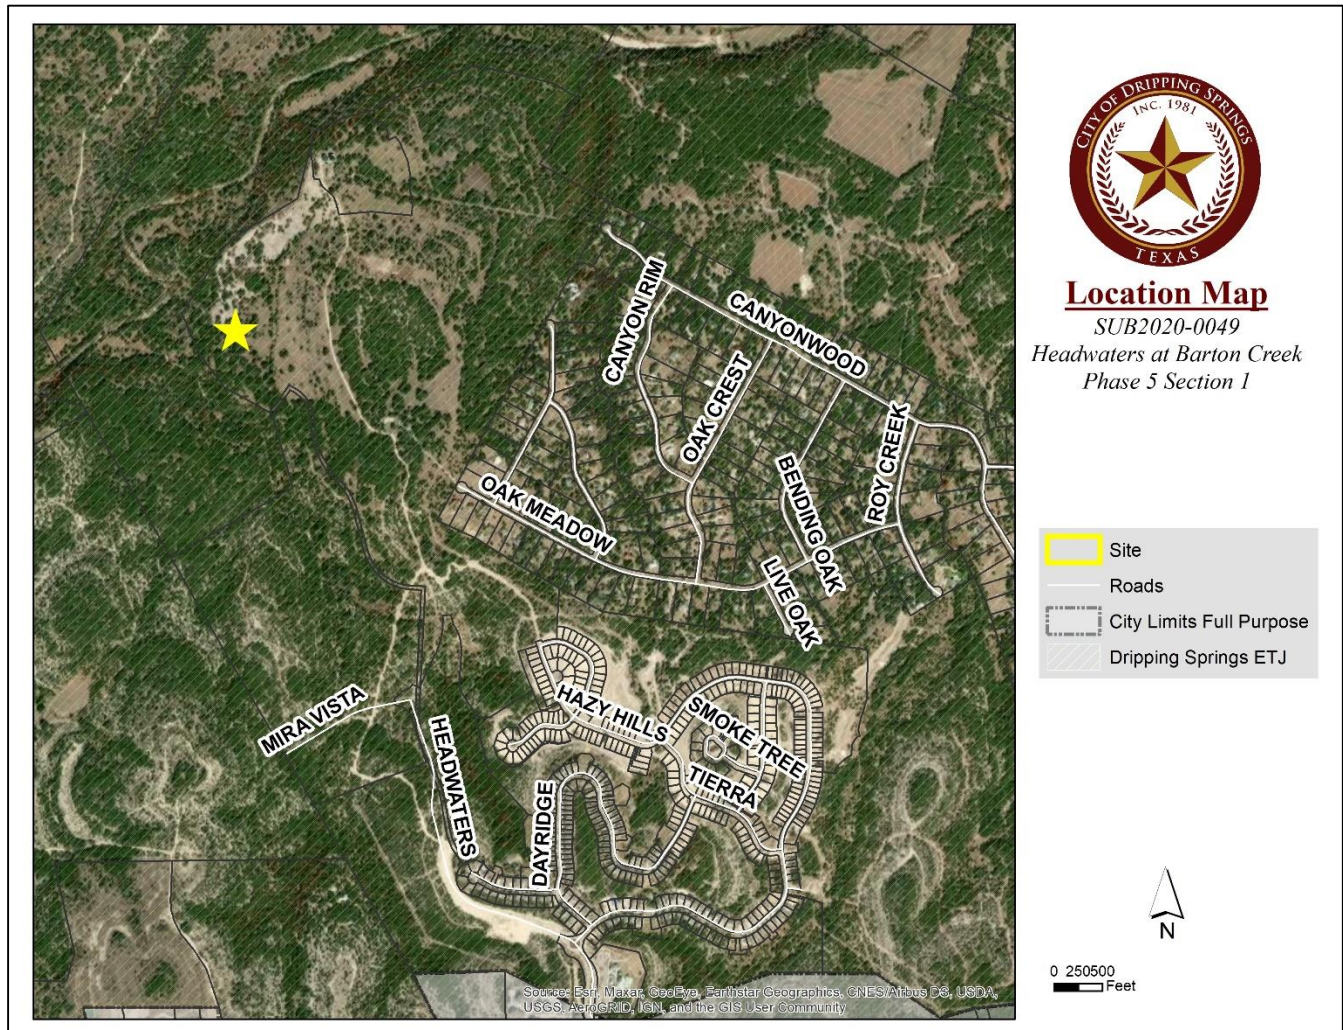 CITY OF DRIPPING SPRINGS
INC. 1981
TEXAS
Location Map
SUB2020-0049
Headwaters at Barton Creek
Phase 5 Section 1
CANYON RIM
CANYONWOOD
OAK CREST
ROY CREEK
BENDING OAK
OAK MEADOW
LIVE OAK
HAZY HILLS
SMOKE TREE
MIRA VISTA
HEADWATERS
TIERRA
DAYRIDGE
Site
Roads
City Limits Full Purpose
Dripping Springs ETJ
N
0 250500
Feet
Source: Esri, Maxar, GeoEye, Earthstar Geographics, CNES/Airbus DS, USDA,
USGS, AeroGRID, IGN, and the GIS User Community